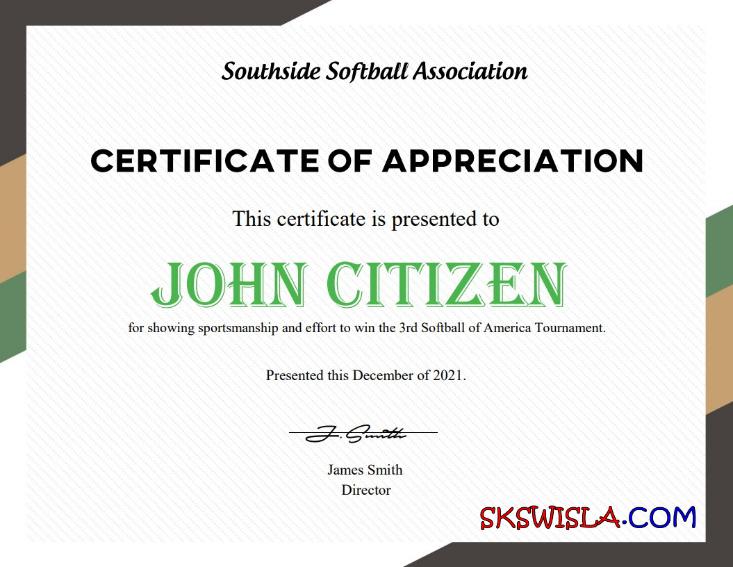 Southside Softball Association
CERTIFICATE OF APPRECIATION
This certificate is presented to
JOHN CITIZEN
for showing sportsmanship and effort to win the 3rd Softball of America Tournament.
Presented this December of 2021.
J. Smith
James Smith
Director
SKSWISLA.COM